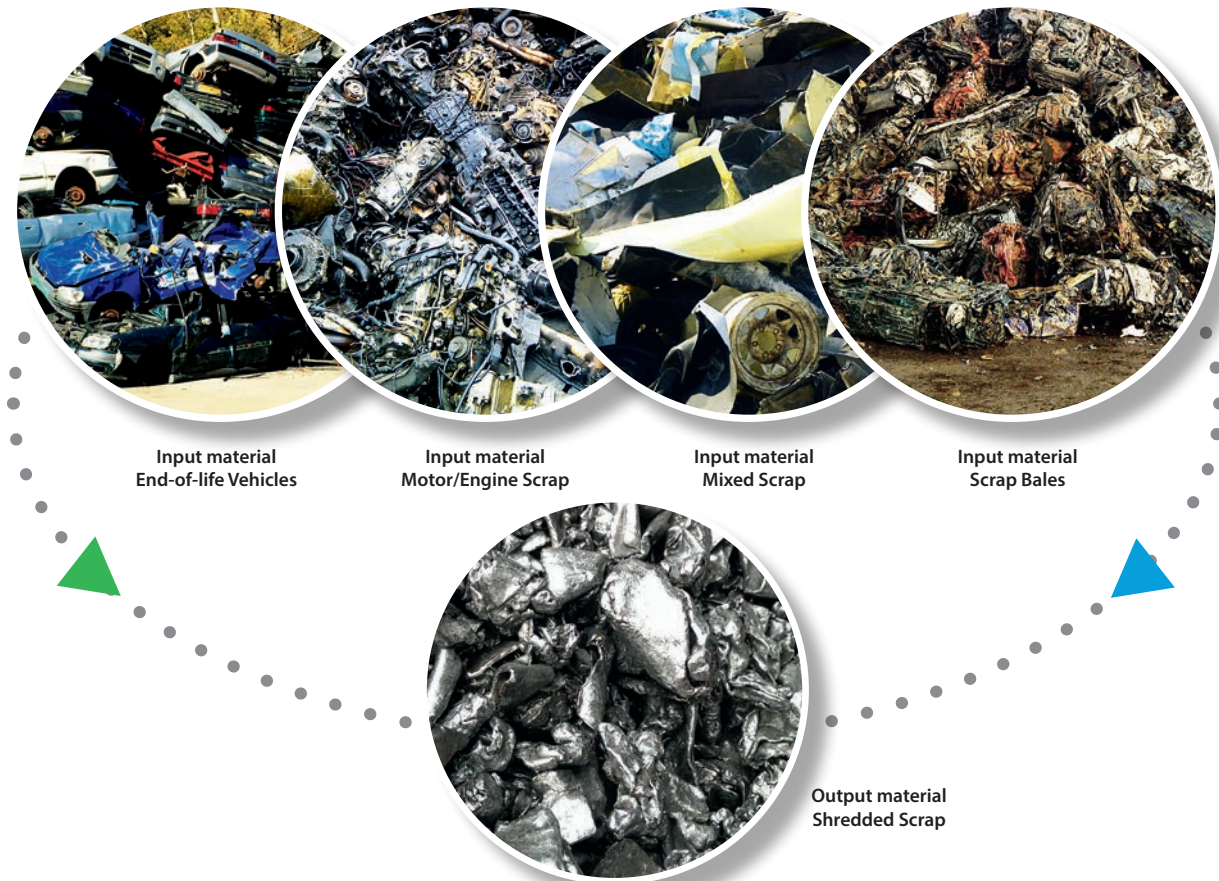 Input material
End-of-life Vehicles
Input material
Motor/Engine Scrap
Input material
Mixed Scrap
Input material
Scrap Bales
Output material
Shredded Scrap